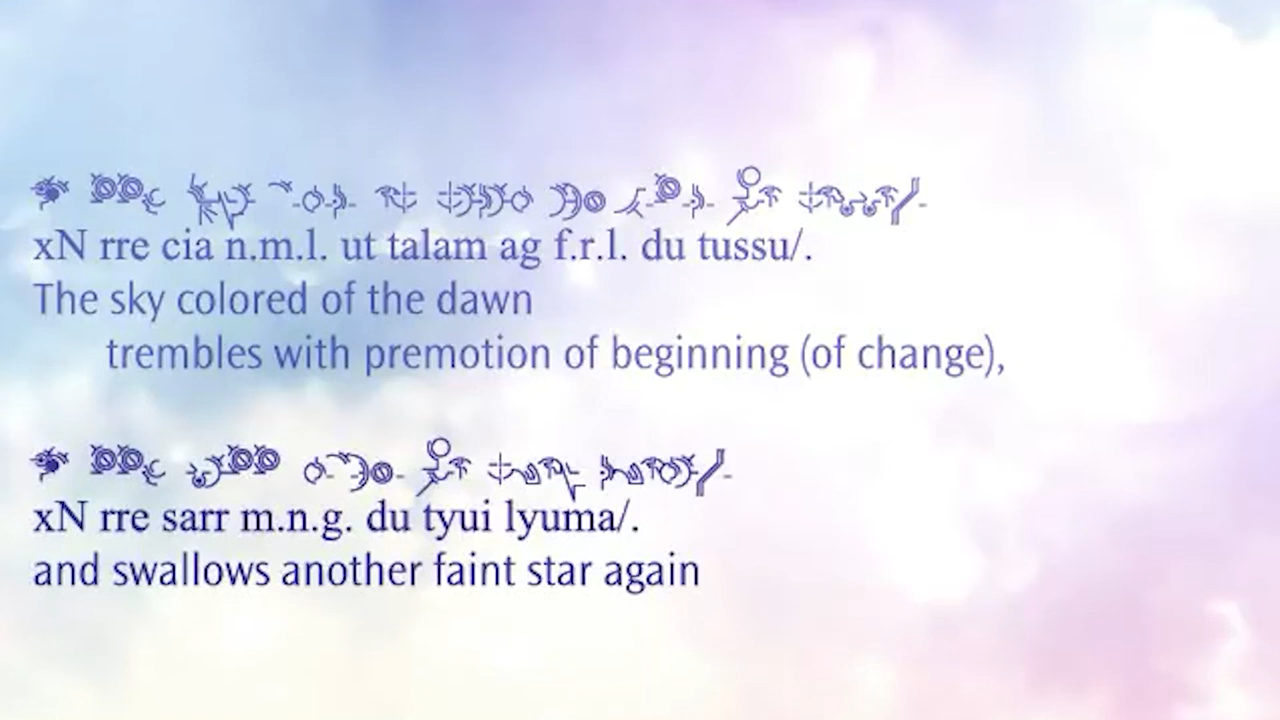 xN rre cia n.m.l. ut talam ag f.r.l. du tussu/.
The sky colored of the dawn
trembles with premotion of beginning (of change),
xN rre sarr m.n.g. du tyui lyuma/.
and swallows another faint star again